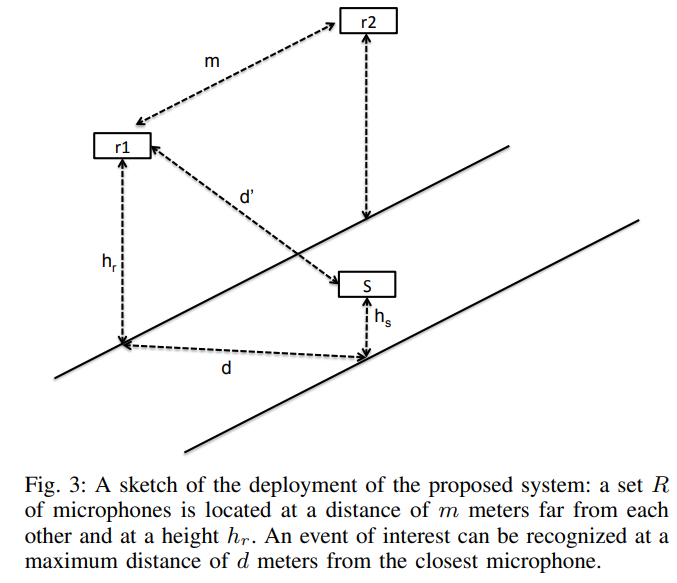 r2
m
r1
d'
h_r
S
h_s
d
Fig. 3: A sketch of the deployment of the proposed system: a set R
of microphones is located at a distance of m meters far from each
other and at a height h_r. An event of interest can be recognized at a
maximum distance of d meters from the closest microphone.